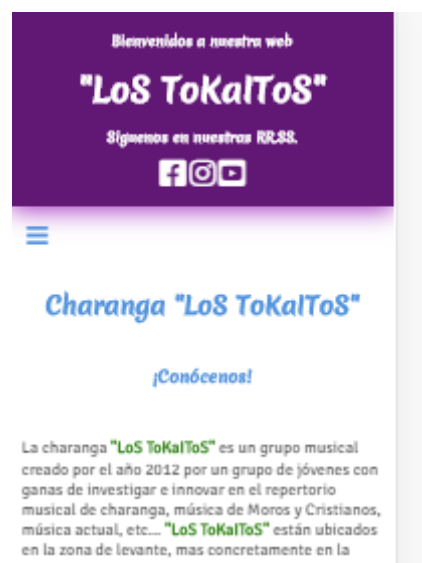 Bienvenidos a nuestra web
"LoS ToKaIToS"
Síguenos en nuestras RR.SS.
Charanga "LoS ToKaIToS"
¡Conócenos!
La charanga "LoS ToKaIToS" es un grupo musical
creado por el año 2012 por un grupo de jóvenes con
ganas de investigar e innovar en el repertorio
musical de charanga, música de Moros y Cristianos,
música actual, etc.... "LoS ToKaIToS" están ubicados
en la zona de levante, mas concretamente en la